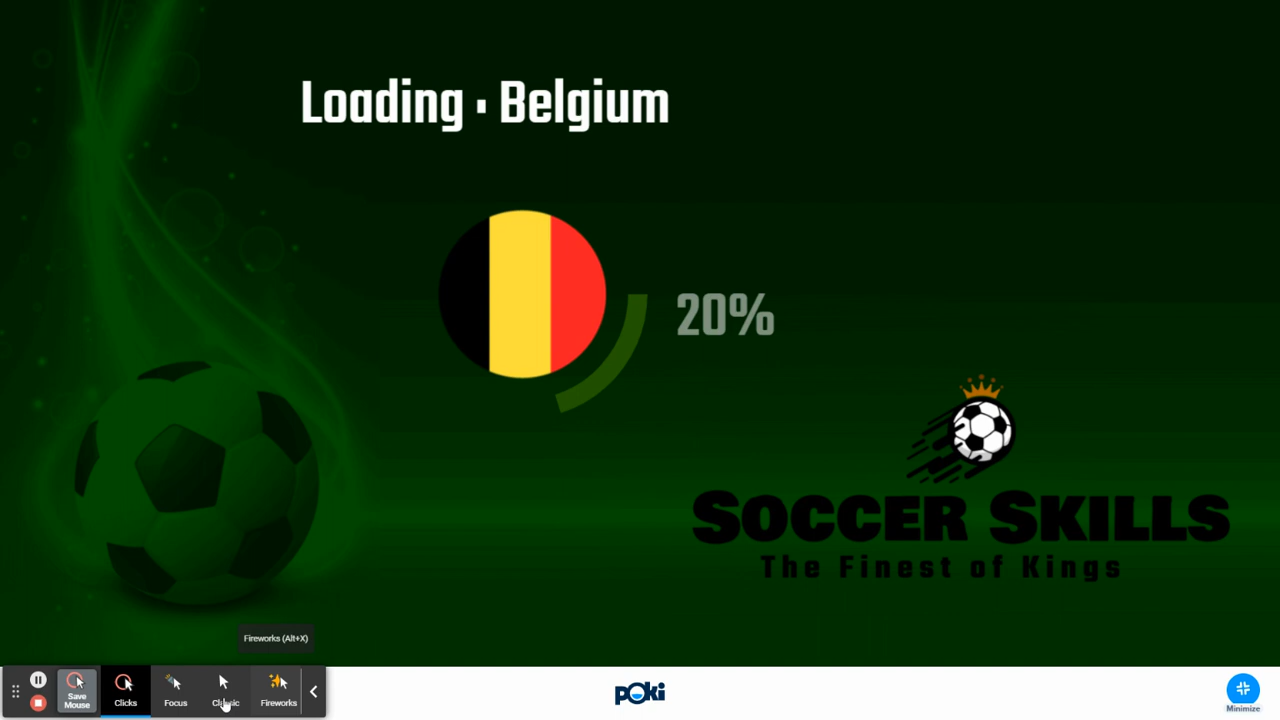 Loading · Belgium
20%
SOCCER SKILLS
The Finest of Kings
Fireworks (Alt+X)
Save
Mouse
Clicks
Focus
Classic
Fireworks
poki
Minimize